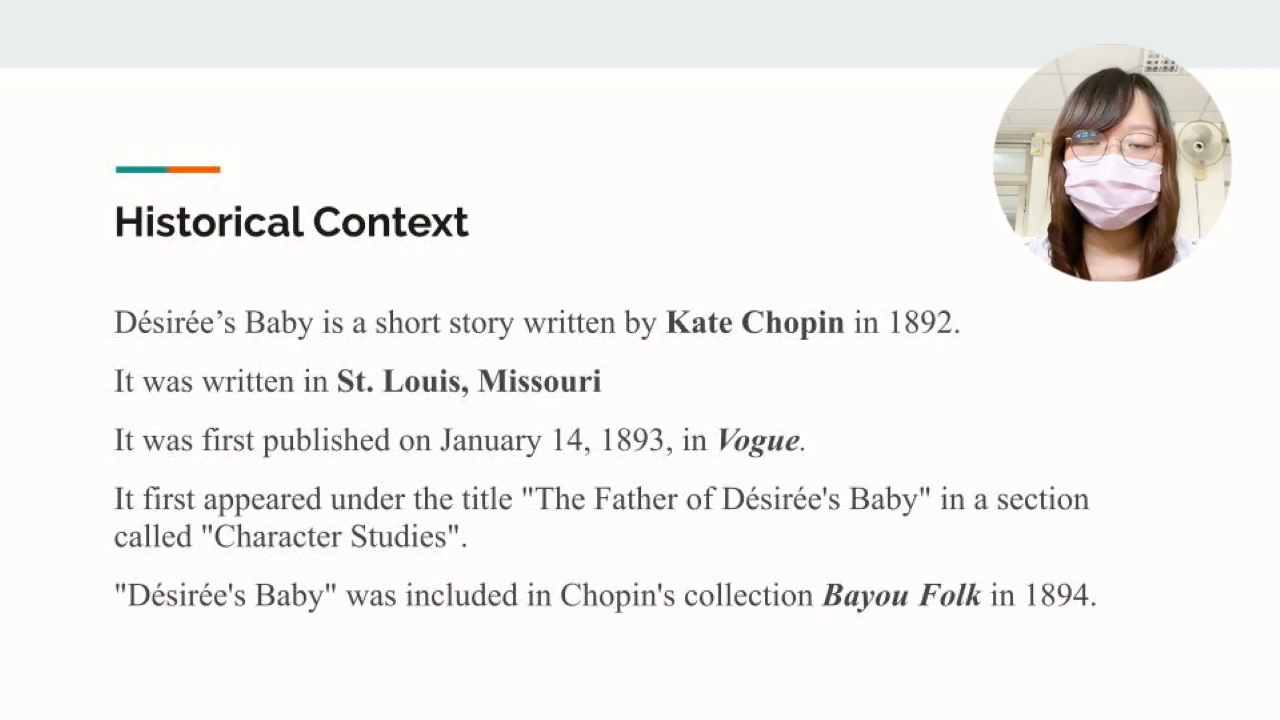 Historical Context
Désirée’s Baby is a short story written by Kate Chopin in 1892.
It was written in St. Louis, Missouri
It was first published on January 14, 1893, in Vogue.
It first appeared under the title "The Father of Désirée's Baby" in a section
called "Character Studies".
"Désirée's Baby" was included in Chopin's collection Bayou Folk in 1894.